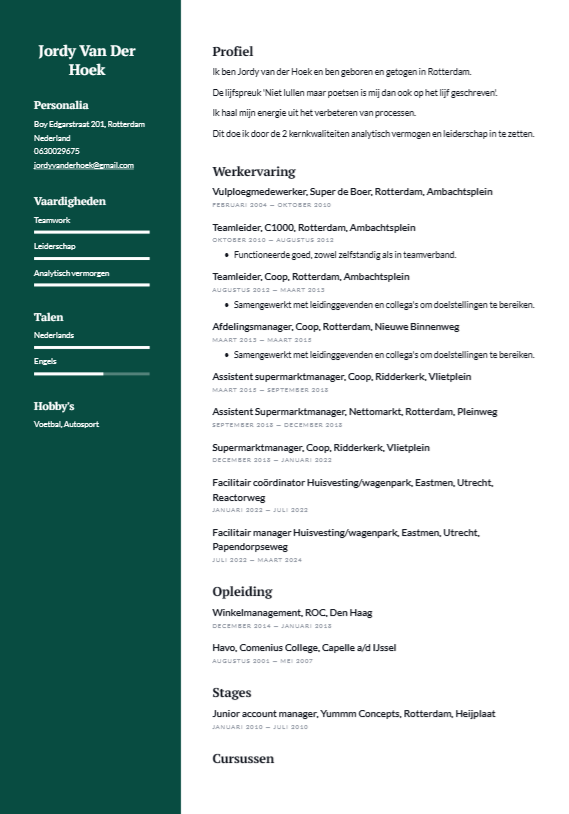 Jordy Van Der
Hoek
Personalia
Boy Edgarstraat 201, Rotterdam
Nederland
0630029675
jordyvanderhoek@gmail.com
Vaardigheden
Teamwork
Leiderschap
Analytisch vermorgen
Talen
Nederlands
Engels
Hobby's
Voetbal, Autosport
Profiel
Ik ben Jordy van der Hoek en ben geboren en getogen in Rotterdam.
De lijfspreuk 'Niet lullen maar poetsen is mij dan ook op het lijf geschreven'.
Ik haal mijn energie uit het verbeteren van processen.
Dit doe ik door de 2 kernkwaliteiten analytisch vermogen en leiderschap in te zetten.
Werkervaring
Vulploegmedewerker, Super de Boer, Rotterdam, Ambachtsplein
FEBRUARI 2004 — OKTOBER 2010
Teamleider, C1000, Rotterdam, Ambachtsplein
OKTOBER 2010 — AUGUSTUS 2012
• Functioneerde goed, zowel zelfstandig als in teamverband.
Teamleider, Coop, Rotterdam, Ambachtsplein
AUGUSTUS 2012 — MAART 2013
• Samengewerkt met leidinggevenden en collega's om doelstellingen te bereiken.
Afdelingsmanager, Coop, Rotterdam, Nieuwe Binnenweg
MAART 2013 — MAART 2015
• Samengewerkt met leidinggevenden en collega's om doelstellingen te bereiken.
Assistent supermarktmanager, Coop, Ridderkerk, Vlietplein
MAART 2015 — SEPTEMBER 2018
Assistent Supermarktmanager, Nettomarkt, Rotterdam, Pleinweg
SEPTEMBER 2018 — DECEMBER 2018
Supermarktmanager, Coop, Ridderkerk, Vlietplein
DECEMBER 2018 — JANUARI 2022
Facilitair coördinator Huisvesting/wagenpark, Eastmen, Utrecht,
Reactorweg
JANUARI 2022 — JULI 2022
Facilitair manager Huisvesting/wagenpark, Eastmen, Utrecht,
Papendorpseweg
JULI 2022 — MAART 2024
Opleiding
Winkelmanagement, ROC, Den Haag
DECEMBER 2014 — JANUARI 2018
Havo, Comenius College, Capelle a/d IJssel
AUGUSTUS 2001 — MEI 2007
Stages
Junior account manager, Yummm Concepts, Rotterdam, Heijplaat
JANUARI 2010 — JULI 2010
Cursussen